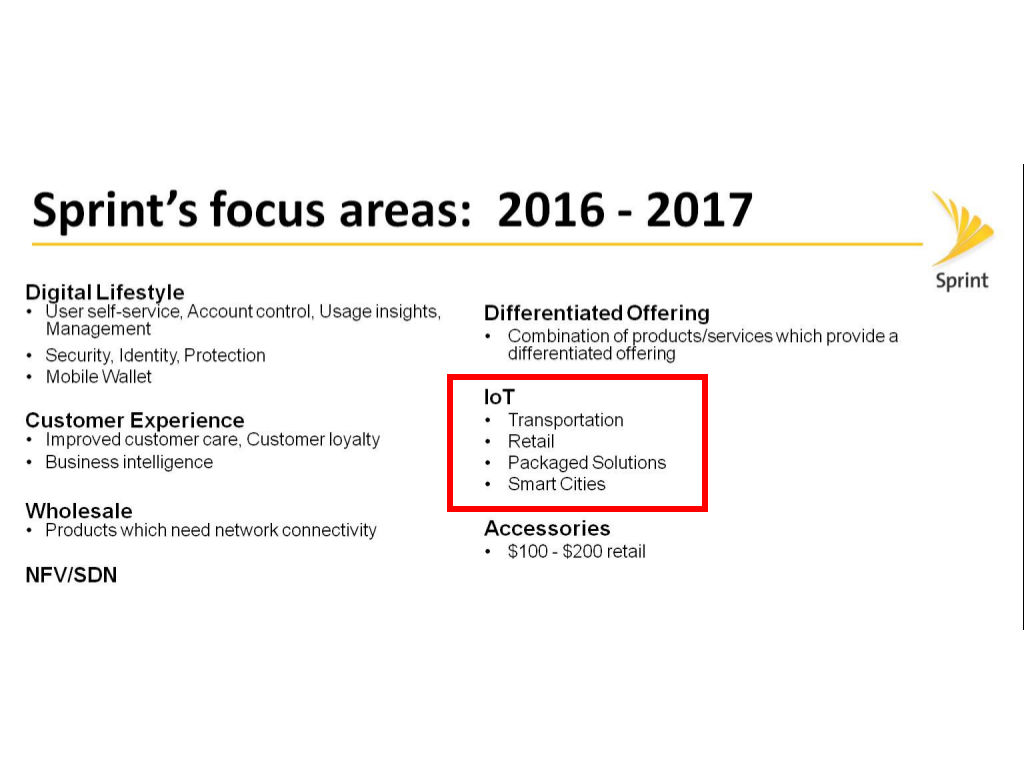 Sprint's focus areas: 2016 - 2017
Sprint
Digital Lifestyle
• User self-service, Account control, Usage insights,
Management
• Security, Identity, Protection
• Mobile Wallet
Customer Experience
• Improved customer care, Customer loyalty
• Business intelligence
Wholesale
• Products which need network connectivity
NFV/SDN
Differentiated Offering
• Combination of products/services which provide a
differentiated offering
IoT
• Transportation
• Retail
• Packaged Solutions
• Smart Cities
Accessories
• $100 - $200 retail